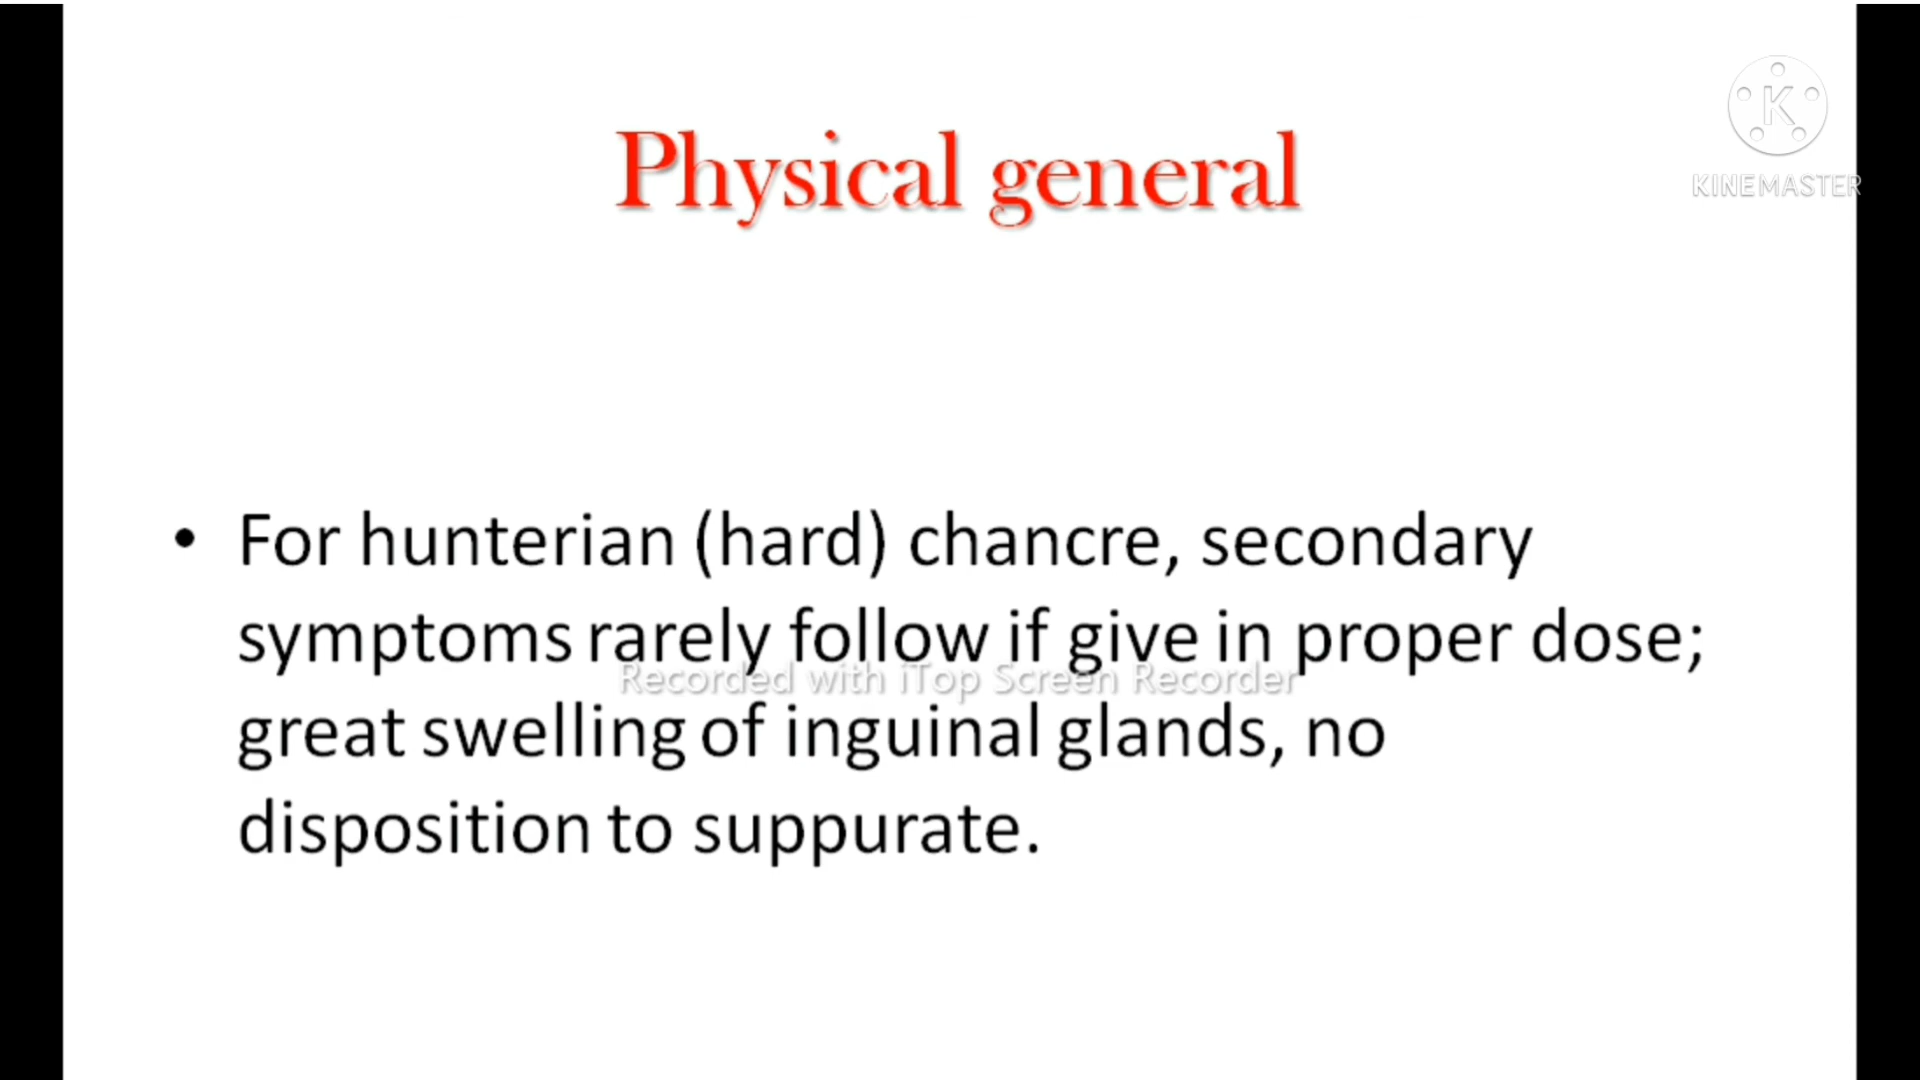 Physical general
K
KINEMASTER
• For hunterian (hard) chancre, secondary
symptoms rarely follow if give in proper dose;
Recorded with iTop Screen Recorder
great swelling of inguinal glands, no
disposition to suppurate.